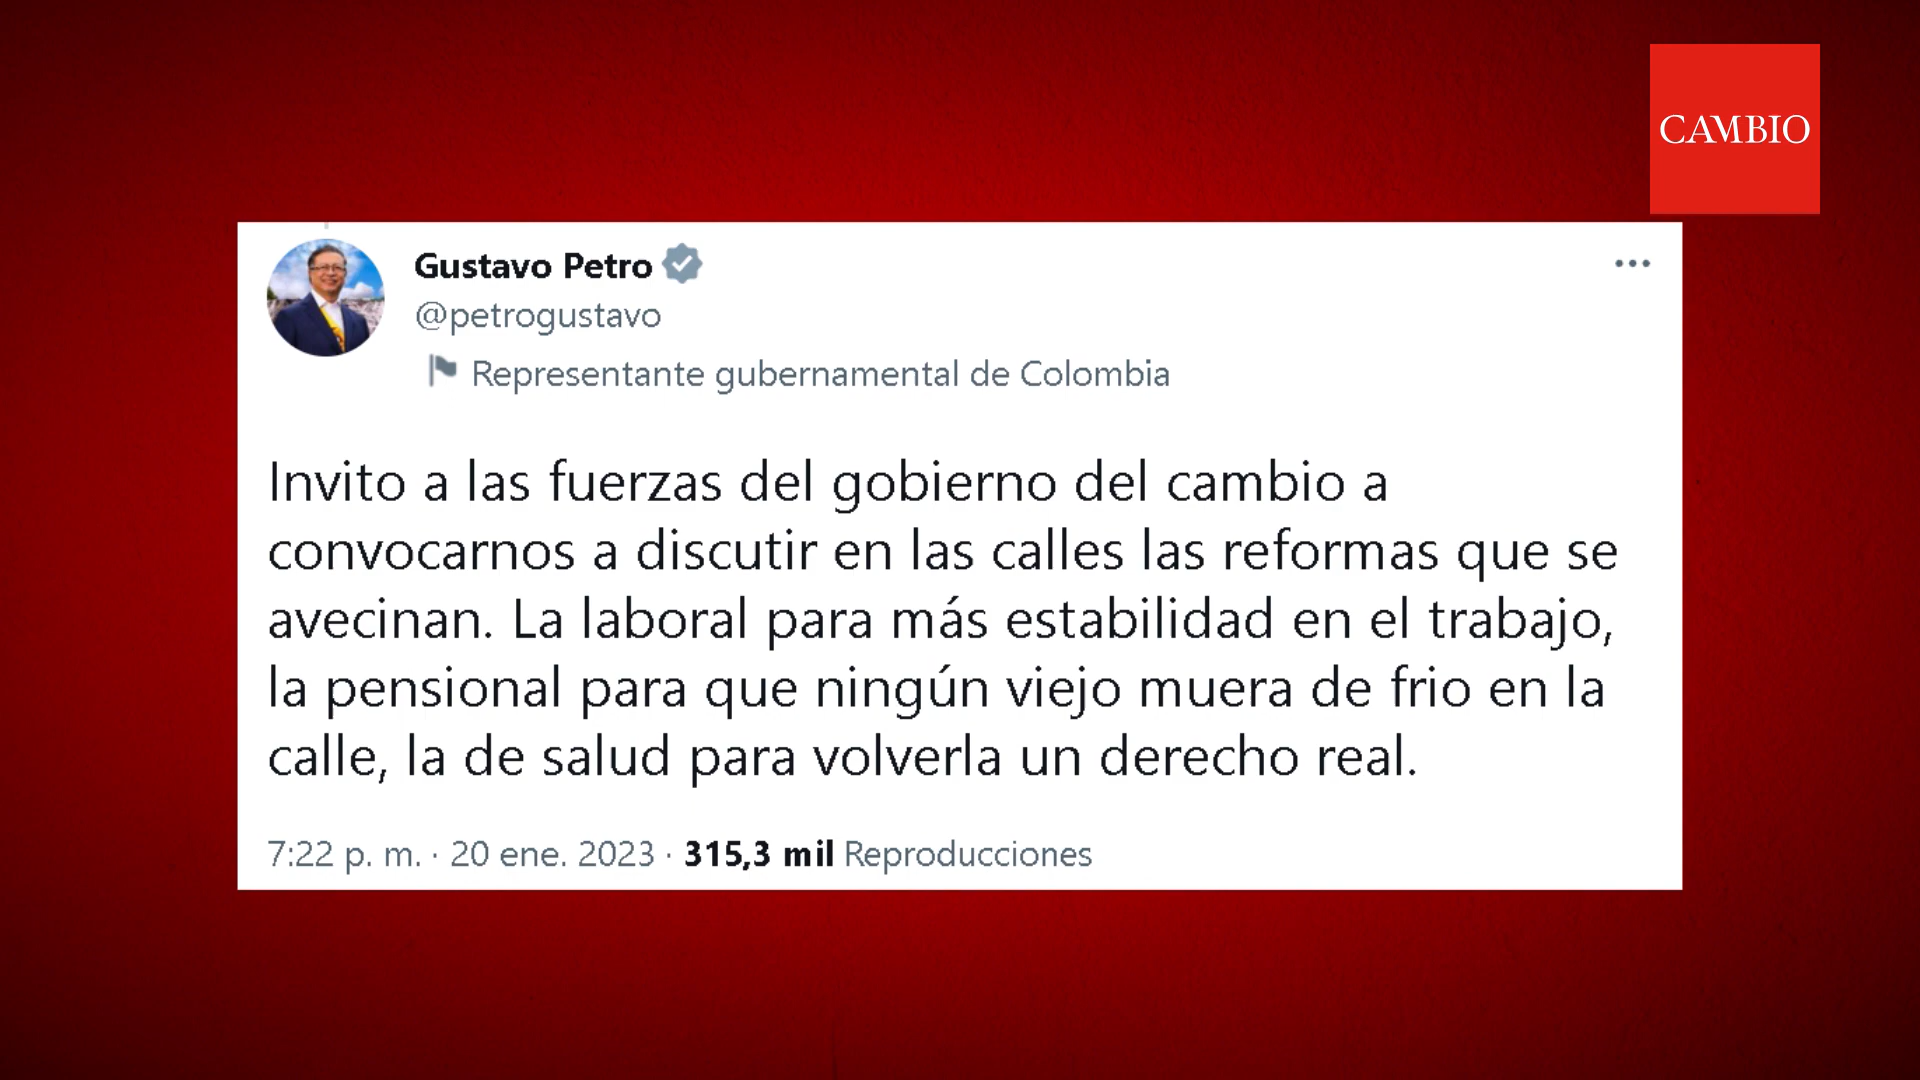 CAMBIO
Gustavo Petro
@petrogustavo
Representante gubernamental de Colombia
Invito a las fuerzas del gobierno del cambio a
convocarnos a discutir en las calles las reformas que se
avecinan. La laboral para más estabilidad en el trabajo,
la pensional para que ningún viejo muera de frio en la
calle, la de salud para volverla un derecho real.
7:22 p. m. · 20 ene. 2023 · 315,3 mil Reproducciones